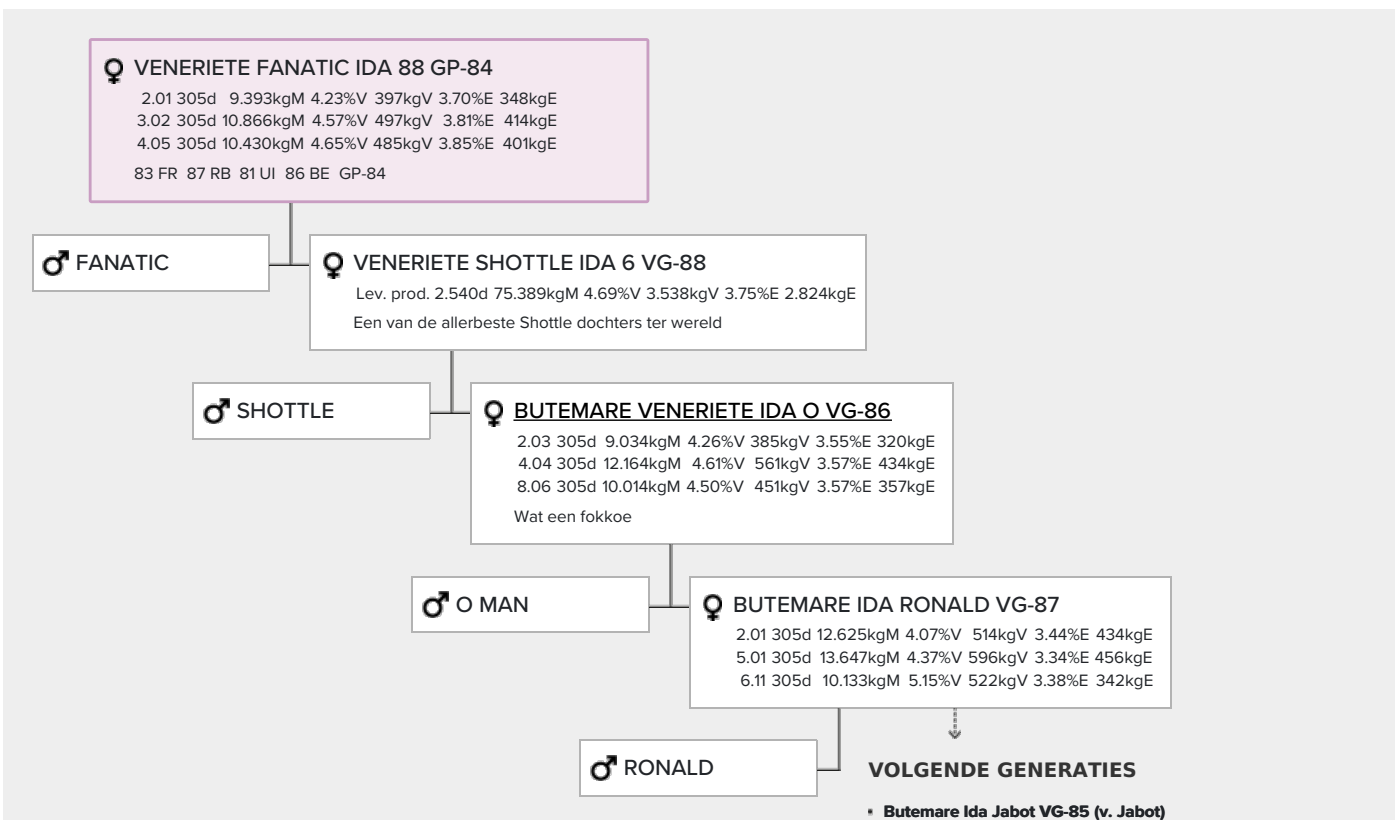 VENERIETE FANATIC IDA 88 GP-84
2.01 305d 9.393kgM 4.23%V 397kgV 3.70%E 348kgE
3.02 305d 10.866kgM 4.57%V 497kgV 3.81%E 414kgE
4.05 305d 10.430kgM 4.65%V 485kgV 3.85%E 401kgE
83 FR 87 RB 81 UI 86 BE GP-84
FANATIC
VENERIETE SHOTTLE IDA 6 VG-88
Lev. prod. 2.540d 75.389kgM 4.69%V 3.538kgV 3.75%E 2.824kgE
Een van de allerbeste Shottle dochters ter wereld
SHOTTLE
BUTEMARE VENERIETE IDA O VG-86
2.03 305d 9.034kgM 4.26%V 385kgV 3.55%E 320kgE
4.04 305d 12.164kgM 4.61%V 561kgV 3.57%E 434kgE
8.06 305d 10.014kgM 4.50%V 451kgV 3.57%E 357kgE
Wat een fokkoe
O MAN
BUTEMARE IDA RONALD VG-87
2.01 305d 12.625kgM 4.07%V 514kgV 3.44%E 434kgE
5.01 305d 13.647kgM 4.37%V 596kgV 3.34%E 456kgE
6.11 305d 10.133kgM 5.15%V 522kgV 3.38%E 342kgE
RONALD
VOLGENDE GENERATIES
▪ Butemare Ida Jabot VG-85 (v. Jabot)